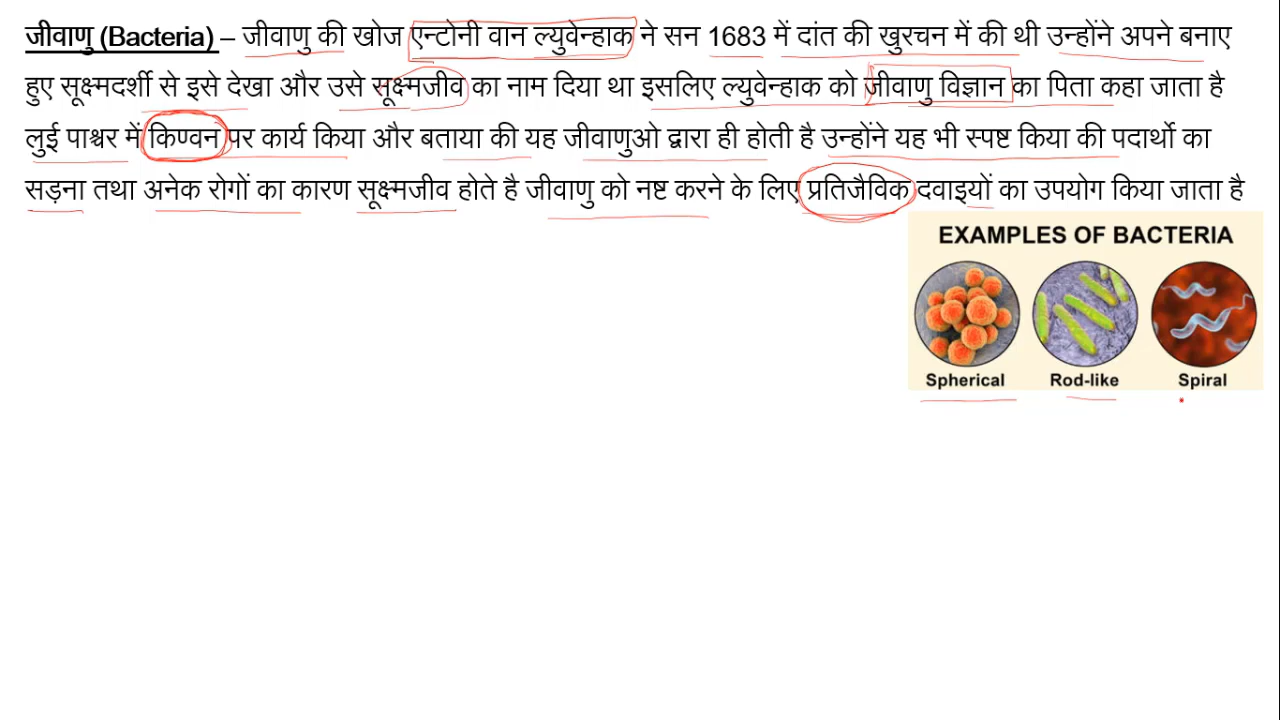 जीवाणु (Bacteria) – जीवाणु की खोज एन्टोनी वान ल्युवेन्हाक ने सन 1683 में दांत की खुरचन में की थी उन्होंने अपने बनाए
हुए सूक्ष्मदर्शी से इसे देखा और उसे सूक्ष्मजीव का नाम दिया था इसलिए ल्युवेन्हाक को जीवाणु विज्ञान का पिता कहा जाता है
लुई पाश्चर में किण्वन पर कार्य किया और बताया की यह जीवाणुओ द्वारा ही होती है उन्होंने यह भी स्पष्ट किया की पदार्थो का
सड़ना तथा अनेक रोगों का कारण सूक्ष्मजीव होते है जीवाणु को नष्ट करने के लिए प्रतिजैविक दवाइयों का उपयोग किया जाता है
EXAMPLES OF BACTERIA
Spherical Rod-like Spiral